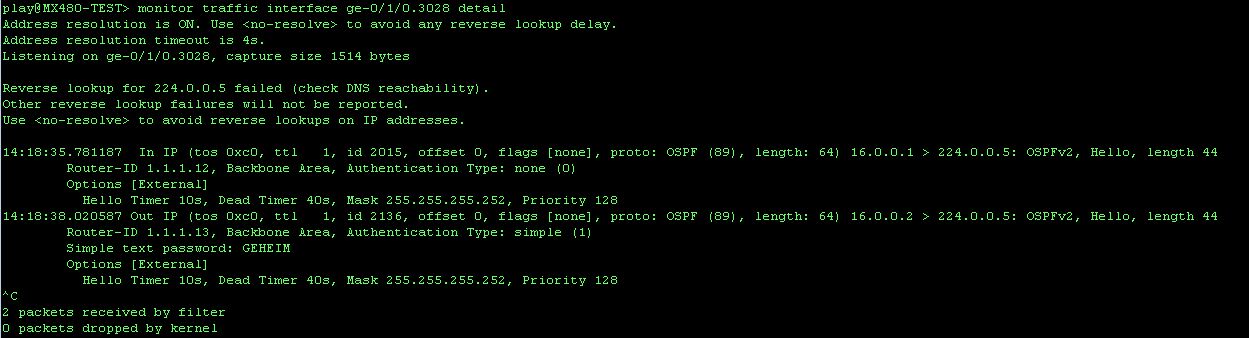 play@MX480-TEST> monitor traffic interface ge-0/1/0.3028 detail
Address resolution is ON. Use <no-resolve> to avoid any reverse lookup delay.
Address resolution timeout is 4s.
Listening on ge-0/1/0.3028, capture size 1514 bytes
Reverse lookup for 224.0.0.5 failed (check DNS reachability).
Other reverse lookup failures will not be reported.
Use <no-resolve> to avoid reverse lookups on IP addresses.
14:18:35.781187  In IP (tos 0xc0, ttl   1, id 2015, offset 0, flags [none], proto: OSPF (89), length: 64) 16.0.0.1 > 224.0.0.5: OSPFv2, Hello, length 44
Router-ID 1.1.1.12, Backbone Area, Authentication Type: none (0)
Options [External]
Hello Timer 10s, Dead Timer 40s, Mask 255.255.255.252, Priority 128
14:18:38.020587 Out IP (tos 0xc0, ttl   1, id 2136, offset 0, flags [none], proto: OSPF (89), length: 64) 16.0.0.2 > 224.0.0.5: OSPFv2, Hello, length 44
Router-ID 1.1.1.13, Backbone Area, Authentication Type: simple (1)
Simple text password: GEHEIM
Options [External]
Hello Timer 10s, Dead Timer 40s, Mask 255.255.255.252, Priority 128
^C
2 packets received by filter
0 packets dropped by kernel